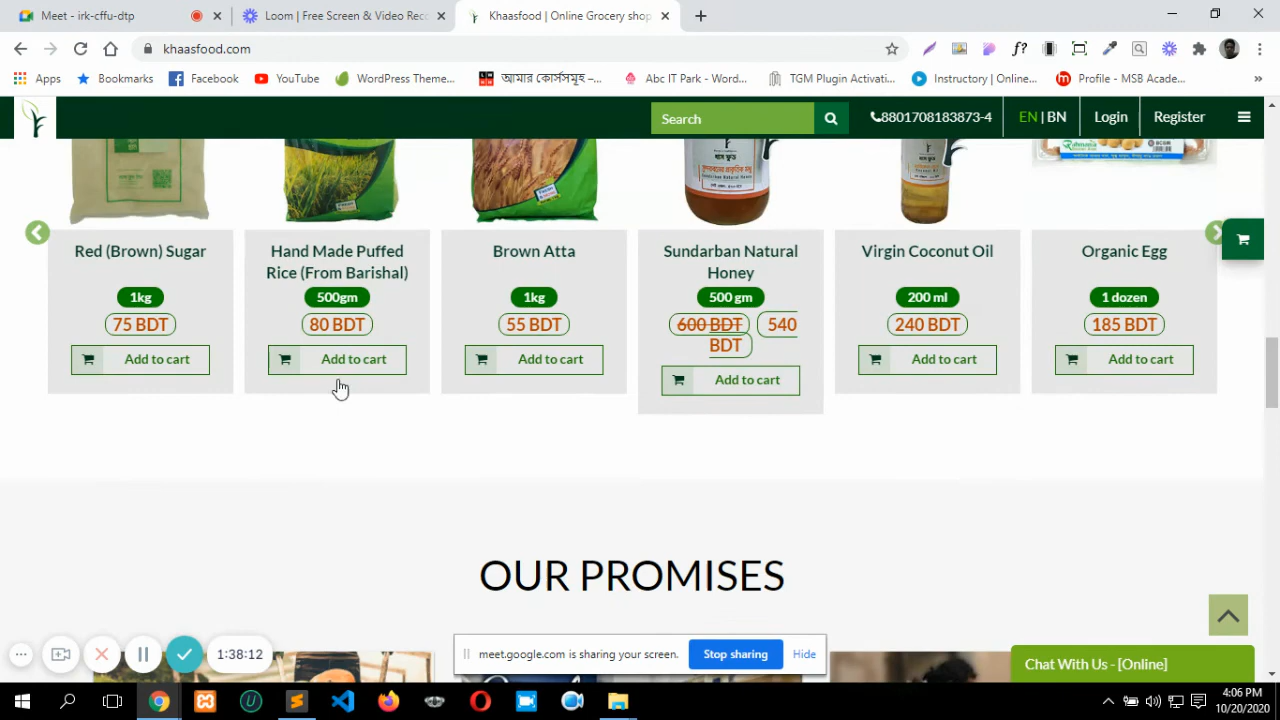 Meet - irk-cffu-dtp
Loom | Free Screen & Video Rec
Khaasfood | Online Grocery shop
khaasfood.com
f?
Apps
Bookmarks
Facebook
YouTube
WordPress Theme...
আমার কোর্সসমূহ –...
Abc IT Park - Word...
TGM Plugin Activati...
Instructory | Online...
Profile - MSB Acade...
Search
8801708183873-4
EN | BN
Login
Register
Red (Brown) Sugar
1kg
75 BDT
Add to cart
Hand Made Puffed
Rice (From Barishal)
500gm
80 BDT
Add to cart
Brown Atta
1kg
55 BDT
Add to cart
Sundarban Natural
Honey
500 gm
600 BDT 540
BDT
Add to cart
Virgin Coconut Oil
200 ml
240 BDT
Add to cart
Organic Egg
1 dozen
185 BDT
Add to cart
OUR PROMISES
1:38:12
meet.google.com is sharing your screen.
Stop sharing
Hide
Chat With Us - [Online]
4:06 PM
10/20/2020